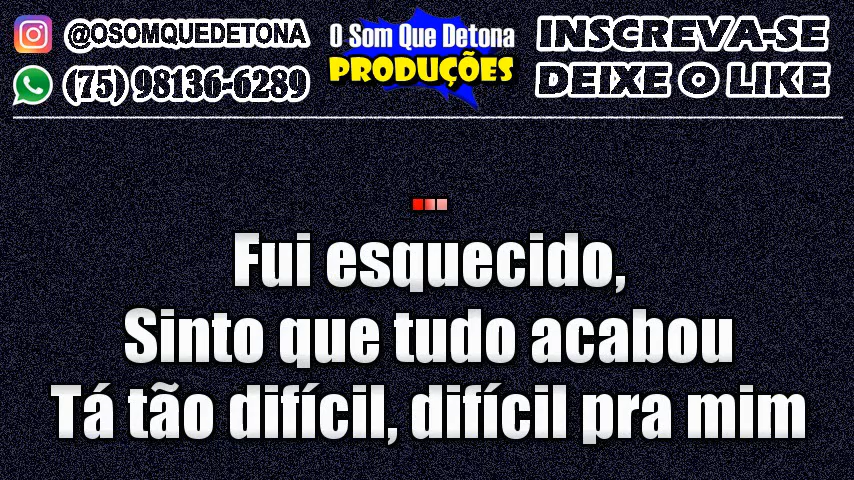 @OSOMQUEDETONA
(75) 98136-6289
O Som Que Detona
PRODUÇÕES
INSCREVA-SE
DEIXE O LIKE
Fui esquecido,
Sinto que tudo acabou
Tá tão difícil, difícil pra mim